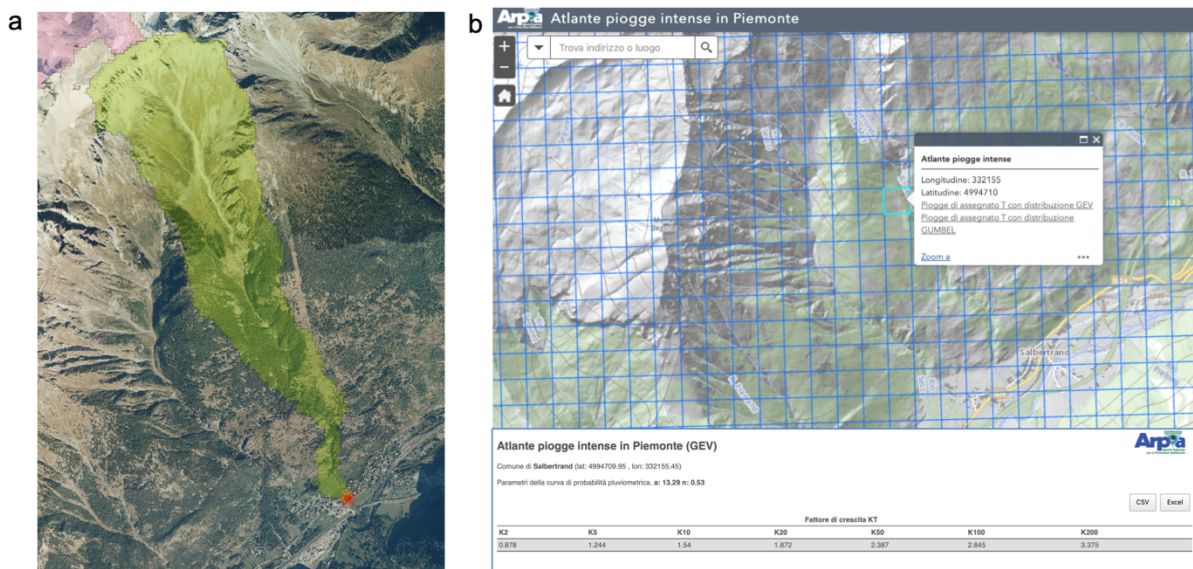 a
b
Arpa Atlante piogge intense in Piemonte
+
−
Trova indirizzo o luogo
Atlante piogge intense
Longitudine: 332155
Latitudine: 4994710
Piogge di assegnato T con distribuzione GEV
Piogge di assegnato T con distribuzione
GUMBEL
Zoom a
Salbertrand
Atlante piogge intense in Piemonte (GEV)
Arpa
Comune di Salbertrand (lat: 4994709.95 , lon: 332155.45)
Parametri della curva di probabilità pluviometrica. a: 13.29 n: 0.53
CSV Excel
Fattore di crescita KT
K2 K5 K10 K20 K50 K100 K200
0.878 1.244 1.54 1.872 2.387 2.845 3.375